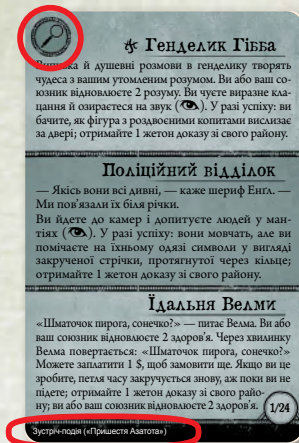 Генделик Гібба
й душевні розмови в генделику творять
чудеса з вашим утомленим розумом. Ви або ваш со-
юзник відновлюєте 2 розуму. Ви чуєте виразне кла-
цання й озираєтеся на звук (). У разі успіху: ви
бачите, як фігура з роздвоєними копитами вислизає
за двері; отримайте 1 жетон доказу зі свого району.
Поліційний відділок
— Якісь вони всі дивні, — каже шериф Енґл. —
Ми пов'язали їх біля річки.
Ви йдете до камер і допитуєте людей у ман-
тіях (). У разі успіху: вони мовчать, але ви
помічаєте на їхньому одязі символи у вигляді
закрученої стрічки, протягнутої через кільце;
отримайте 1 жетон доказу зі свого району.
Їдальня Велми
«Шматочок пирога, сонечко?» — питає Велма. Ви або
ваш союзник відновлюєте 2 здоров'я. Через хвилинку
Велма повертається: «Шматочок пирога, сонечко?»
Можете заплатити 1 $, щоб замовити ще. Якщо ви це
зробите, петля часу закручується знову, аж поки ви не
підете; отримайте 1 жетон доказу зі свого райо-
ну; ви або ваш союзник відновлюєте 2 здоров'я.
1/24
Зустріч-подія («Пришестя Азатота»)